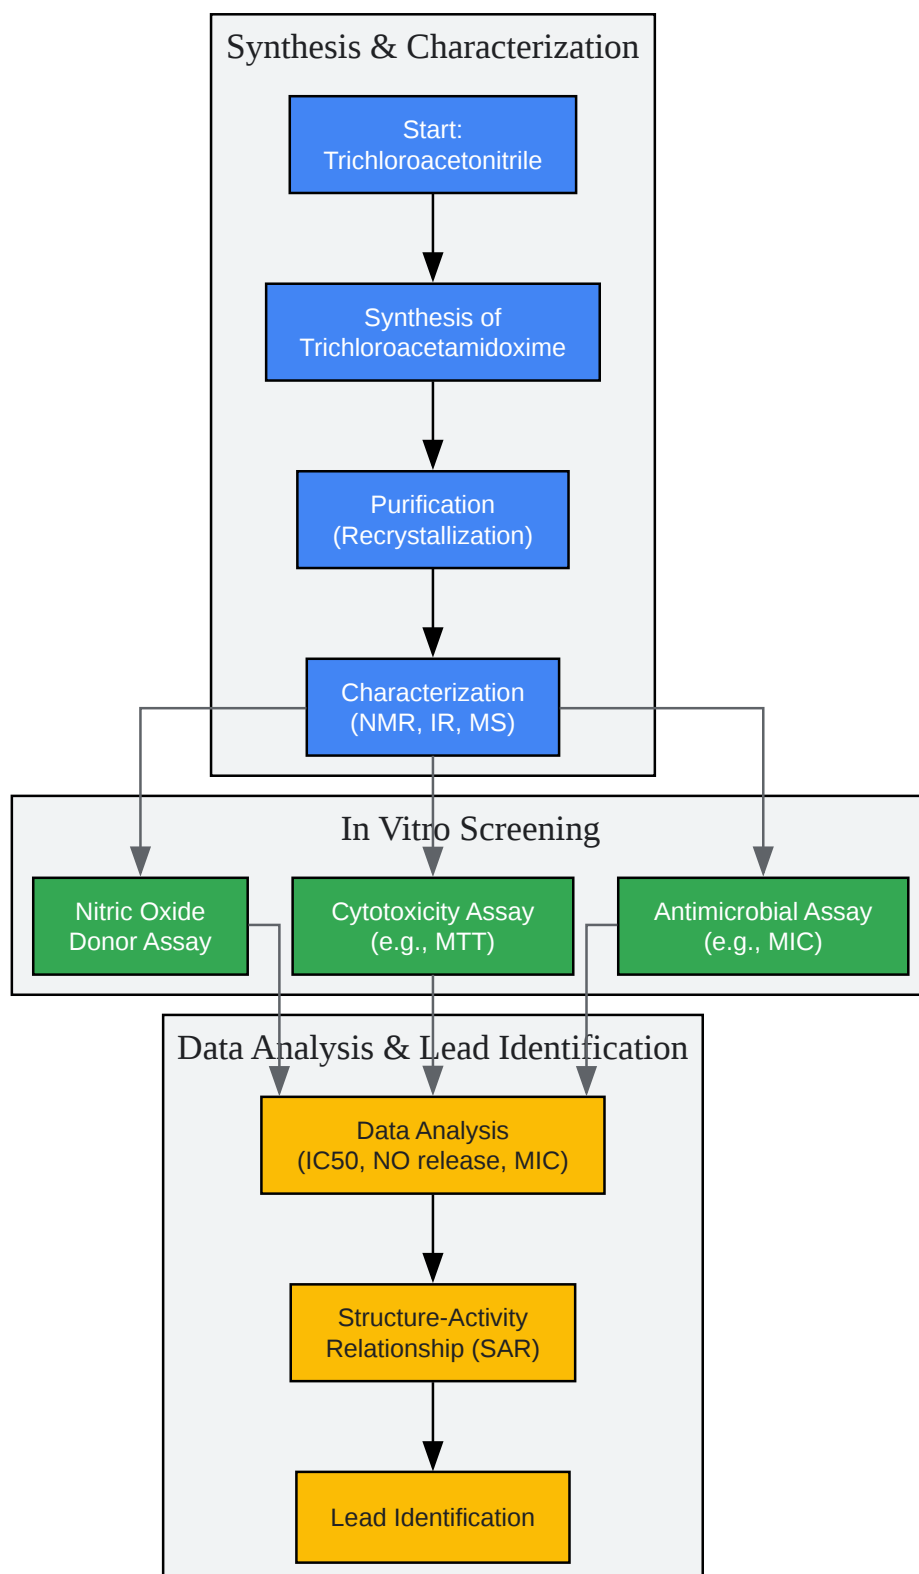 Synthesis & Characterization
Start:
Trichloroacetonitrile
Synthesis of
Trichloroacetamidoxime
Purification
(Recrystallization)
Characterization
(NMR, IR, MS)
In Vitro Screening
Nitric Oxide
Donor Assay
Cytotoxicity Assay
(e.g., MTT)
Antimicrobial Assay
(e.g., MIC)
Data Analysis & Lead Identification
Data Analysis
(IC50, NO release, MIC)
Structure-Activity
Relationship (SAR)
Lead Identification